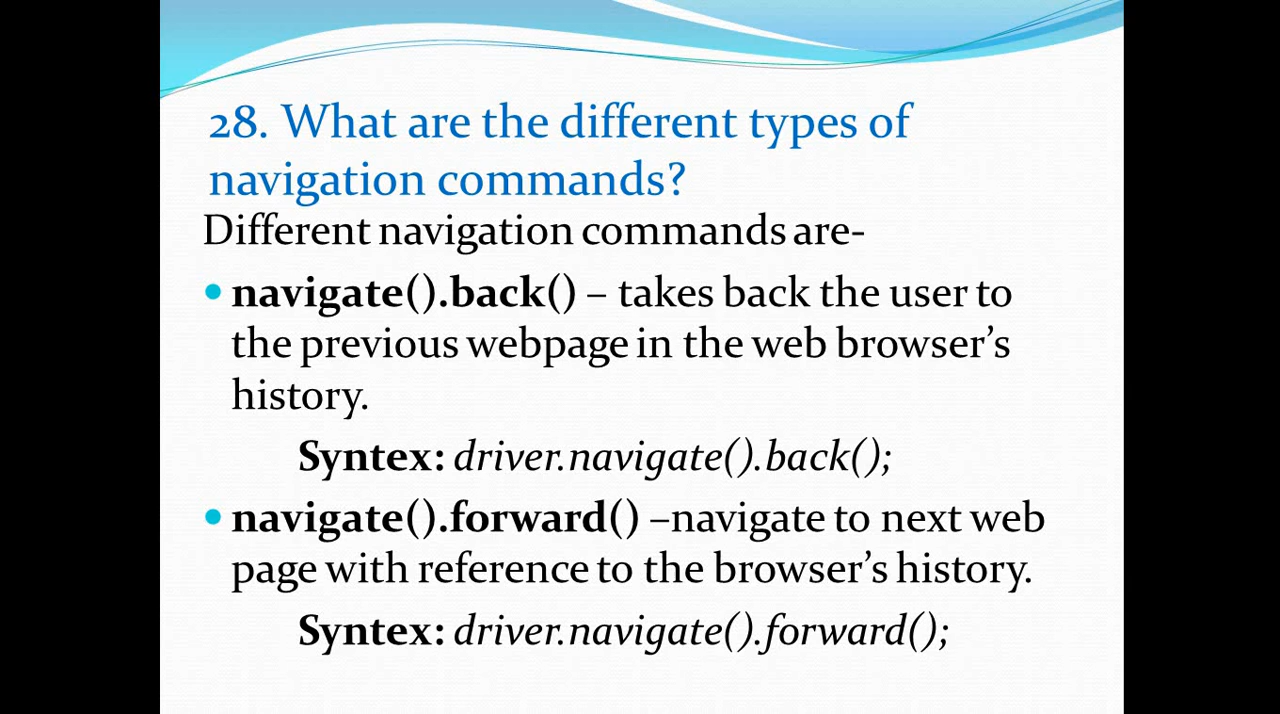 28. What are the different types of
navigation commands?
Different navigation commands are-
• navigate().back() – takes back the user to
the previous webpage in the web browser’s
history.
Syntex: driver.navigate().back();
• navigate().forward() –navigate to next web
page with reference to the browser’s history.
Syntex: driver.navigate().forward();